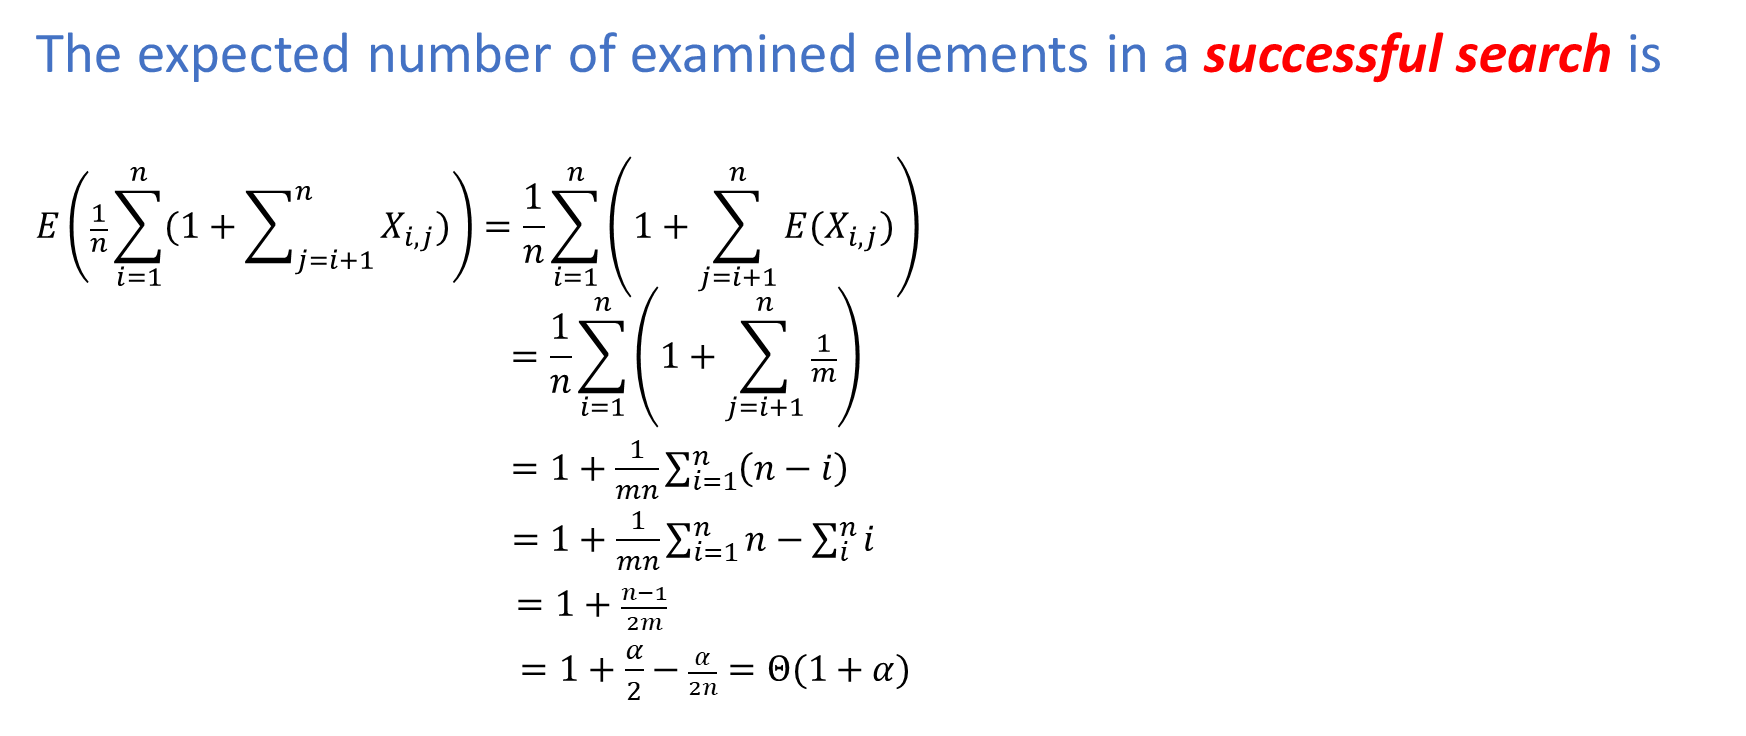 The expected number of examined elements in a successful search is
E(1/n ∑_{i=1}^{n}(1 + ∑_{j=i+1}^{n} X_{i,j})) = 1/n ∑_{i=1}^{n}(1 + ∑_{j=i+1}^{n} E(X_{i,j}))
= 1/n ∑_{i=1}^{n}(1 + ∑_{j=i+1}^{n} 1/m)
= 1 + 1/mn ∑_{i=1}^{n}(n − i)
= 1 + 1/mn ∑_{i=1}^{n} n − ∑_{i}^{n} i
= 1 + n−1/2m
= 1 + α/2 − α/2n = Θ(1 + α)